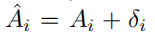 Â_i = A_i + δ_i